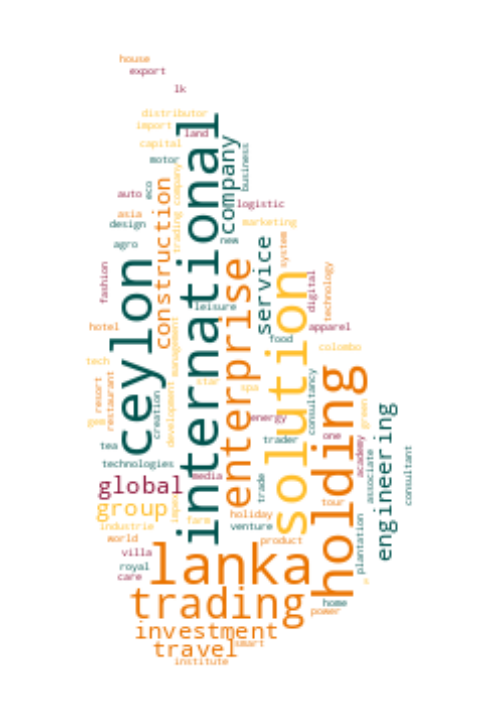 house
export
lk
distributor
import
land
capital
international
company
motor
business
trading company
eco
construction
auto
logistic
asia
design
marketing
new
agro
service
system
ceylon
enterprise
fashion
solution
digital
technology
leisure
hotel
apparel
management
food
colombo
tech
holding
resort
restaurant
star
spa
development
creation
consultancy
green
energy
engineering
tea
trader
one
academy
technologies
associate
consultant
media
global
trade
impex
group
tour
holiday
farm
industrie
venture
plantation
world
product
lanka
villa
royal
care
trading
home
power
investment
travel
smart
institute